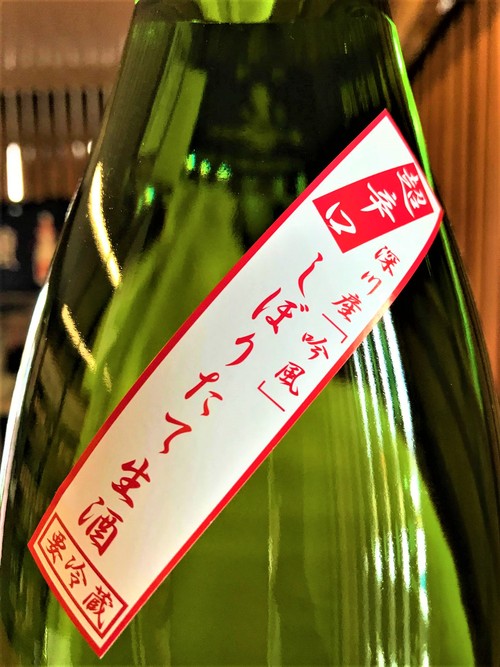 超辛口
深川産「吟風」
しぼりたて生酒
要冷蔵